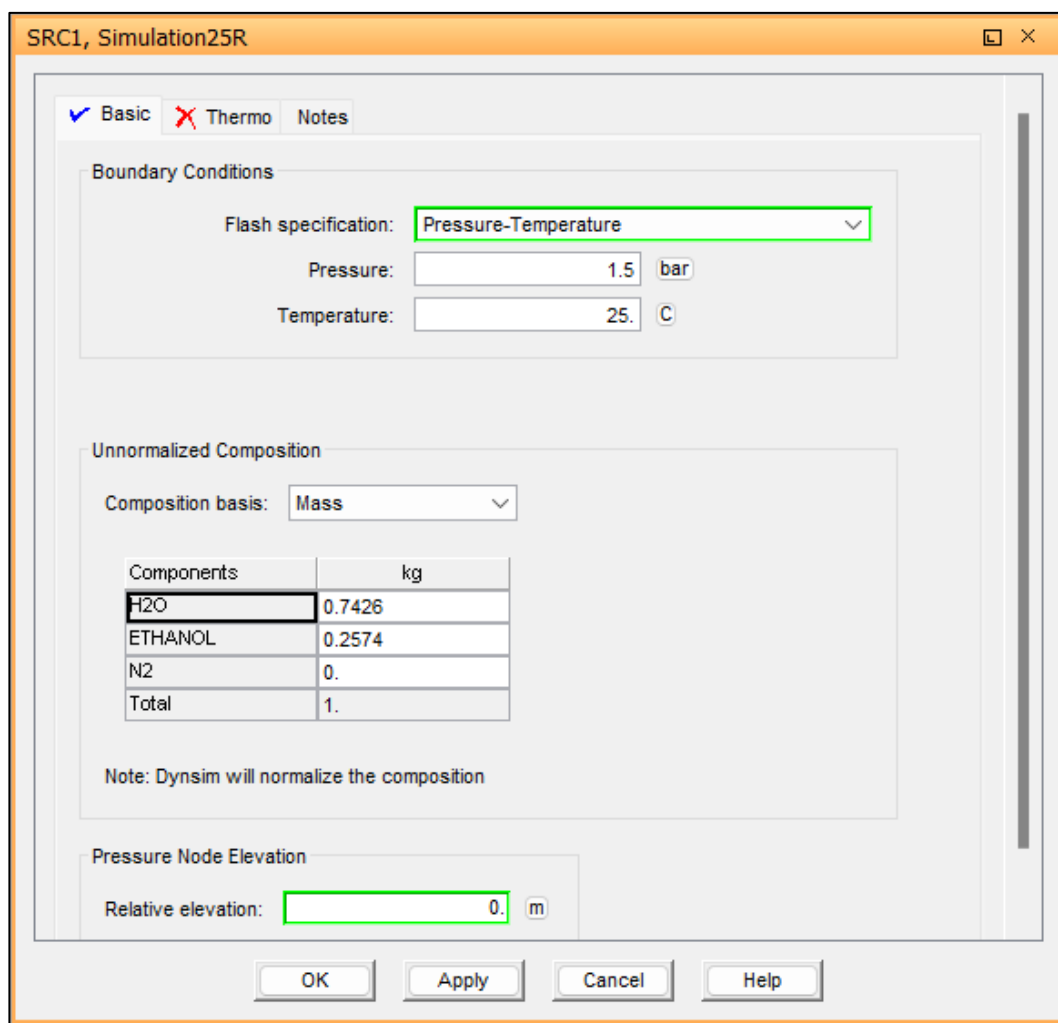 SRC1, Simulation25R
Basic Thermo Notes
Boundary Conditions
Flash specification: Pressure-Temperature
Pressure: 1.5 bar
Temperature: 25. C
Unnormalized Composition
Composition basis: Mass
Components kg
H2O 0.7426
ETHANOL 0.2574
N2 0.
Total 1.
Note: Dynsim will normalize the composition
Pressure Node Elevation
Relative elevation: 0. m
OK Apply Cancel Help